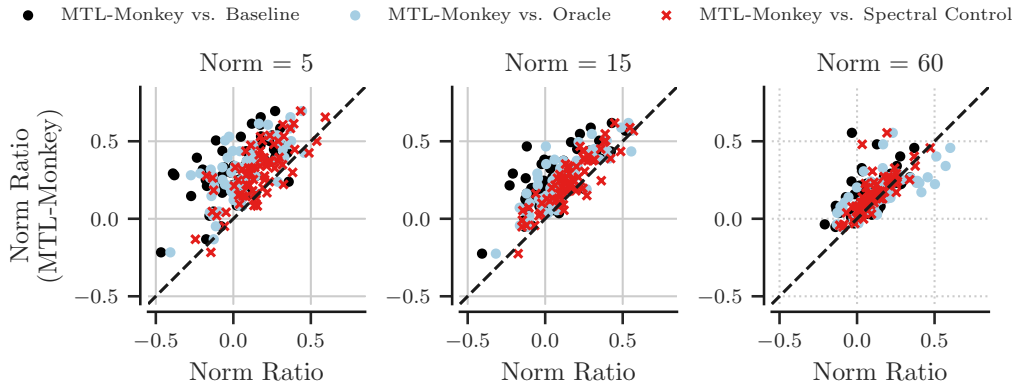 MTL-Monkey vs. Baseline MTL-Monkey vs. Oracle MTL-Monkey vs. Spectral Control
Norm = 5 Norm = 15 Norm = 60
Norm Ratio
(MTL-Monkey)
0.5 0.5 0.5
0.0 0.0 0.0
−0.5 −0.5 −0.5
−0.5 0.0 0.5 −0.5 0.0 0.5 −0.5 0.0 0.5
Norm Ratio Norm Ratio Norm Ratio